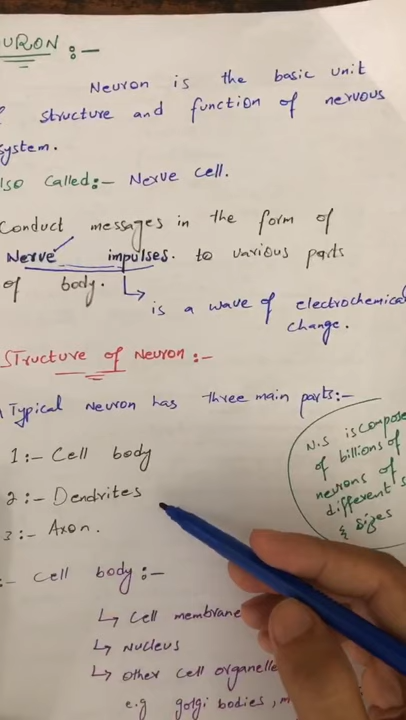 URON :-
Neuron is the basic unit
structure and function of nervous
system.
lso Called:- Nerve cell.
Conduct messages in the form of
Nerve impulses. to various parts
of body.
is a wave of electrochemical
change.
STructure of Neuron :-
Typical neuron has three main parts:-
1:- Cell body
2:- Dendrites
3:- Axon.
N.S is compose
of billions of
neurons of
different s
& sizes
:- Cell body:-
↳ Cell membrane
↳ Nucleus
↳ other cell organelle
e.g golgi bodies, m